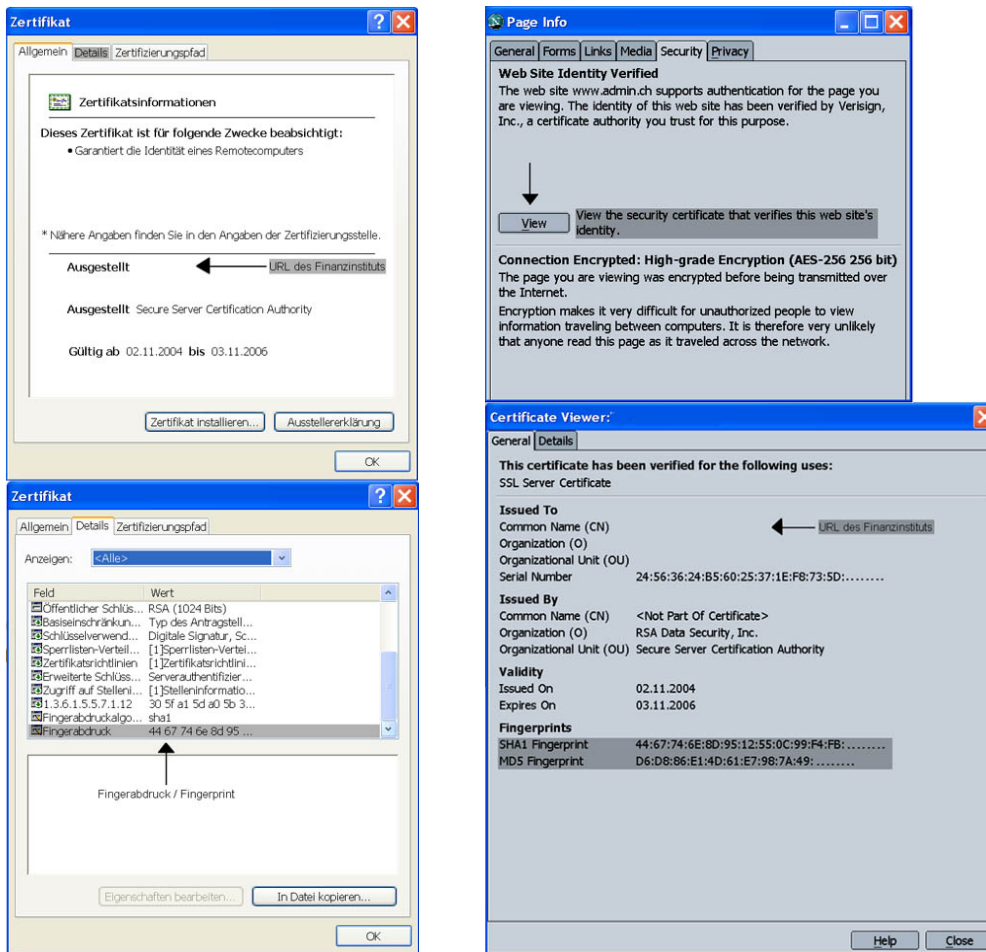 Zertifikat
Allgemein Details Zertifizierungspfad
Zertifikatsinformationen
Dieses Zertifikat ist für folgende Zwecke beabsichtigt:
• Garantiert die Identität eines Remotecomputers
* Nähere Angaben finden Sie in den Angaben der Zertifizierungsstelle.
Ausgestellt URL des Finanzinstituts
Ausgestellt Secure Server Certification Authority
Gültig ab 02.11.2004 bis 03.11.2006
Zertifikat installieren... Ausstellererklärung
OK
Zertifikat
Allgemein Details Zertifizierungspfad
Anzeigen: <Alle>
Feld Wert
Öffentlicher Schlüs... RSA (1024 Bits)
Basiseinschränkun... Typ des Antragstell...
Schlüsselverwend... Digitale Signatur, Sc...
Sperrlisten-Verteil... [1]Sperrlisten-Vertei...
Zertifikatsrichtlinien [1]Zertifikatsrichtlini...
Erweiterte Schlüss... Serverauthentifizier...
Zugriff auf Stelleni... [1]Stelleninformatio...
1.3.6.1.5.5.7.1.12 30 5f a1 5d a0 5b 3...
Fingerabdruckalgo... sha1
Fingerabdruck 44 67 74 6e 8d 95 ...
Fingerabdruck / Fingerprint
Eigenschaften bearbeiten... In Datei kopieren...
OK
Page Info
General Forms Links Media Security Privacy
Web Site Identity Verified
The web site www.admin.ch supports authentication for the page you
are viewing. The identity of this web site has been verified by Verisign,
Inc., a certificate authority you trust for this purpose.
View View the security certificate that verifies this web site's
identity.
Connection Encrypted: High-grade Encryption (AES-256 256 bit)
The page you are viewing was encrypted before being transmitted over
the Internet.
Encryption makes it very difficult for unauthorized people to view
information traveling between computers. It is therefore very unlikely
that anyone read this page as it traveled across the network.
Certificate Viewer:'
General Details
This certificate has been verified for the following uses:
SSL Server Certificate
Issued To
Common Name (CN) URL des Finanzinstituts
Organization (O)
Organizational Unit (OU)
Serial Number 24:56:36:24:B5:60:25:37:1E:F8:73:5D:........
Issued By
Common Name (CN) <Not Part Of Certificate>
Organization (O) RSA Data Security, Inc.
Organizational Unit (OU) Secure Server Certification Authority
Validity
Issued On 02.11.2004
Expires On 03.11.2006
Fingerprints
SHA1 Fingerprint 44:67:74:6E:8D:95:12:55:0C:99:F4:FB:........
MD5 Fingerprint D6:D8:86:E1:4D:61:E7:98:7A:49:........
Help Close